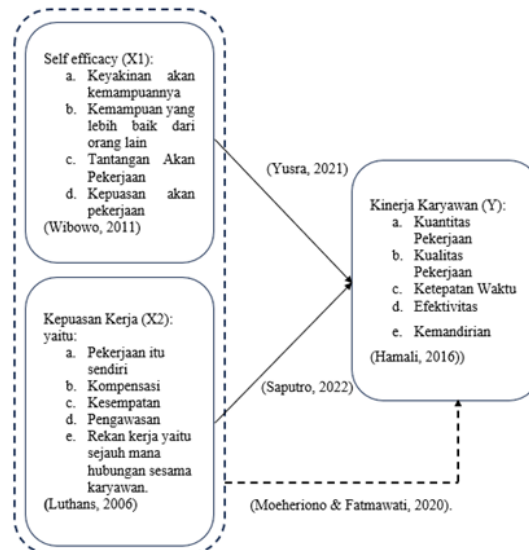 Self efficacy (X1):
a. Keyakinan akan
kemampuannya
b. Kemampuan yang
lebih baik dari
orang lain
c. Tantangan Akan
Pekerjaan
d. Kepuasan akan
pekerjaan
(Wibowo, 2011)
Kepuasan Kerja (X2):
yaitu:
a. Pekerjaan itu
sendiri
b. Kompensasi
c. Kesempatan
d. Pengawasan
e. Rekan kerja yaitu
sejauh mana
hubungan sesama
karyawan.
(Luthans, 2006)
(Yusra, 2021)
(Saputro, 2022)
(Moeheriono & Fatmawati, 2020).
Kinerja Karyawan (Y):
a. Kuantitas
Pekerjaan
b. Kualitas
Pekerjaan
c. Ketepatan Waktu
d. Efektivitas
e. Kemandirian
(Hamali, 2016))